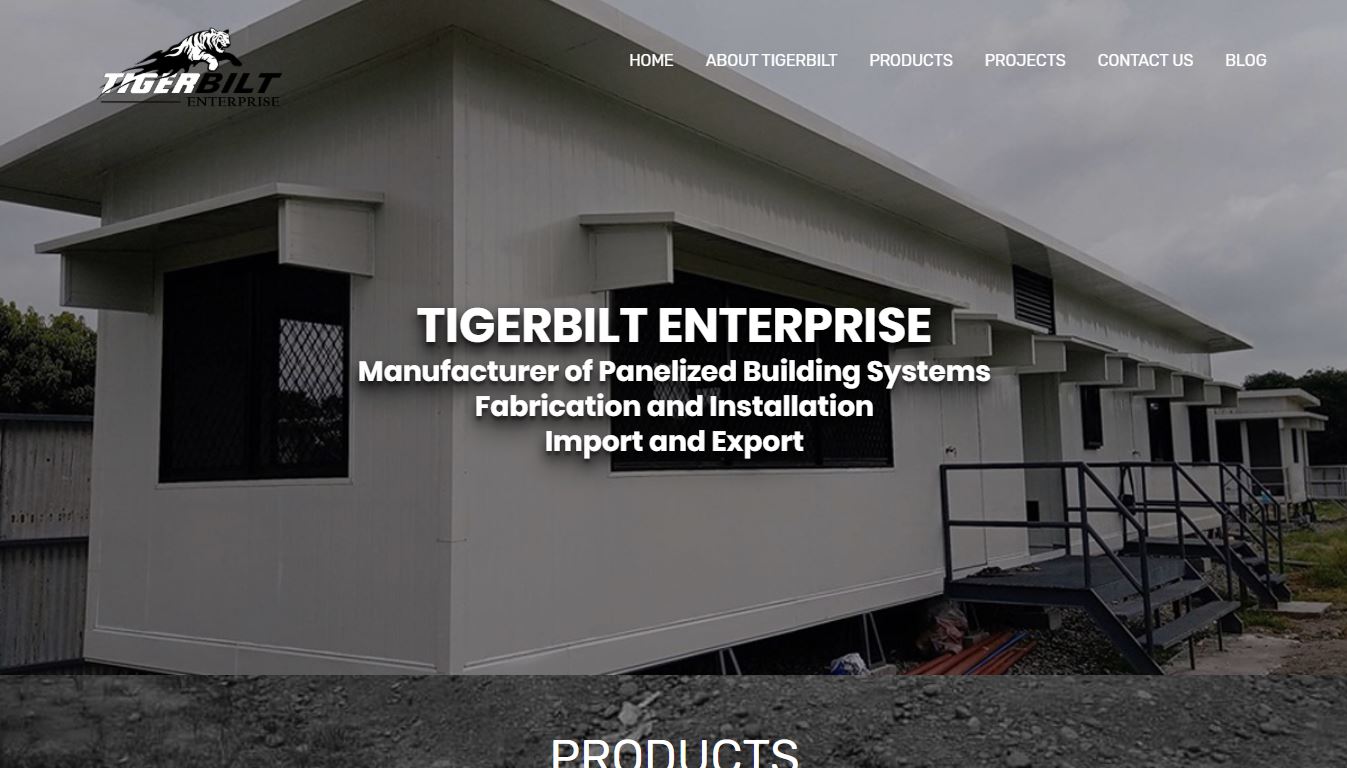 TIGERBILT
ENTERPRISE
HOME ABOUT TIGERBILT PRODUCTS PROJECTS CONTACT US BLOG
TIGERBILT ENTERPRISE
Manufacturer of Panelized Building Systems
Fabrication and Installation
Import and Export
PRODUCTS